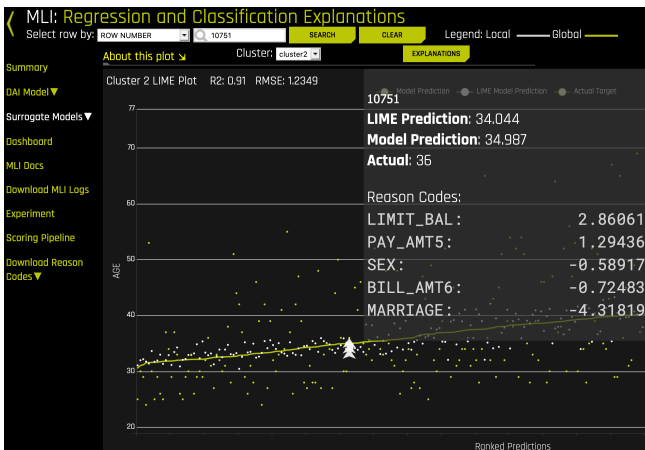 MLI: Regression and Classification Explanations
Select row by: ROW NUMBER 10751 SEARCH CLEAR Legend: Local Global
About this plot Cluster: cluster2 EXPLANATIONS
Summary
DAI Model
Surrogate Models
Dashboard
MLI Docs
Download MLI Logs
Experiment
Scoring Pipeline
Download Reason
Codes
Cluster 2 LIME Plot R2: 0.91 RMSE: 1.2349
Model Prediction LIME Model Prediction Actual Target
10751
LIME Prediction: 34.044
Model Prediction: 34.987
Actual: 36
Reason Codes:
LIMIT_BAL: 2.86061
PAY_AMT5: 1.29436
SEX: -0.58917
BILL_AMT6: -0.72483
MARRIAGE: -4.31819
77
70
60
50
40
30
20
AGE
Ranked Predictions